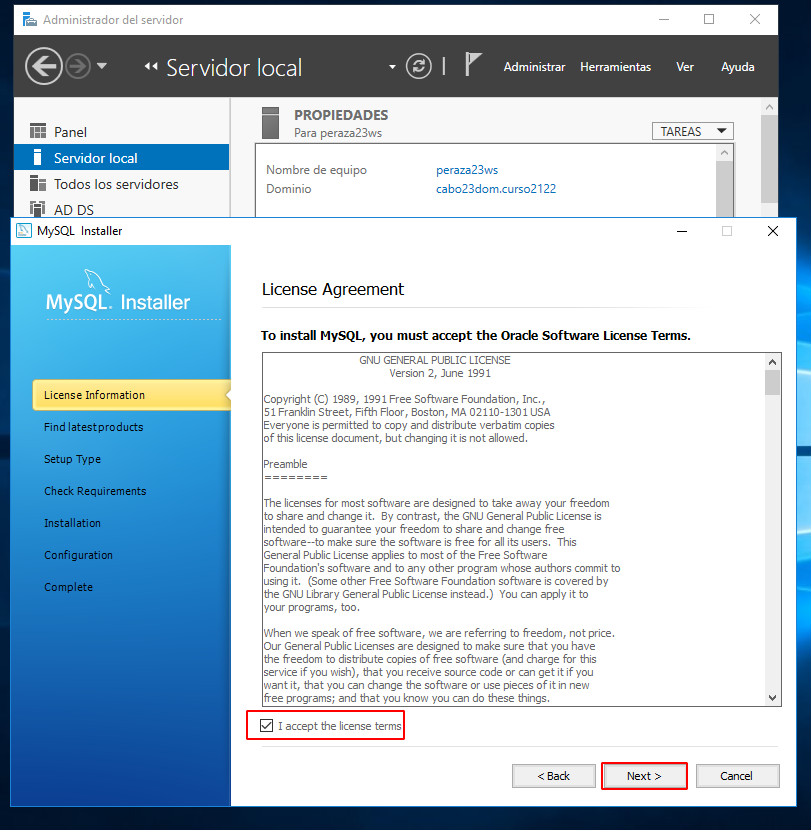 Administrador del servidor
Servidor local
Administrar Herramientas Ver Ayuda
Panel
Servidor local
Todos los servidores
AD DS
PROPIEDADES
Para peraza23ws
TAREAS
Nombre de equipo peraza23ws
Dominio cabo23dom.curso2122
MySQL Installer
MySQL. Installer
License Information
Find latest products
Setup Type
Check Requirements
Installation
Configuration
Complete
License Agreement
To install MySQL, you must accept the Oracle Software License Terms.
GNU GENERAL PUBLIC LICENSE
Version 2, June 1991
Copyright (C) 1989, 1991 Free Software Foundation, Inc.,
51 Franklin Street, Fifth Floor, Boston, MA 02110-1301 USA
Everyone is permitted to copy and distribute verbatim copies
of this license document, but changing it is not allowed.
Preamble
========
The licenses for most software are designed to take away your freedom
to share and change it. By contrast, the GNU General Public License is
intended to guarantee your freedom to share and change free
software--to make sure the software is free for all its users. This
General Public License applies to most of the Free Software
Foundation's software and to any other program whose authors commit to
using it. (Some other Free Software Foundation software is covered by
the GNU Library General Public License instead.) You can apply it to
your programs, too.
When we speak of free software, we are referring to freedom, not price.
Our General Public Licenses are designed to make sure that you have
the freedom to distribute copies of free software (and charge for this
service if you wish), that you receive source code or can get it if you
want it, that you can change the software or use pieces of it in new
free programs; and that you know you can do these things.
I accept the license terms
< Back Next > Cancel